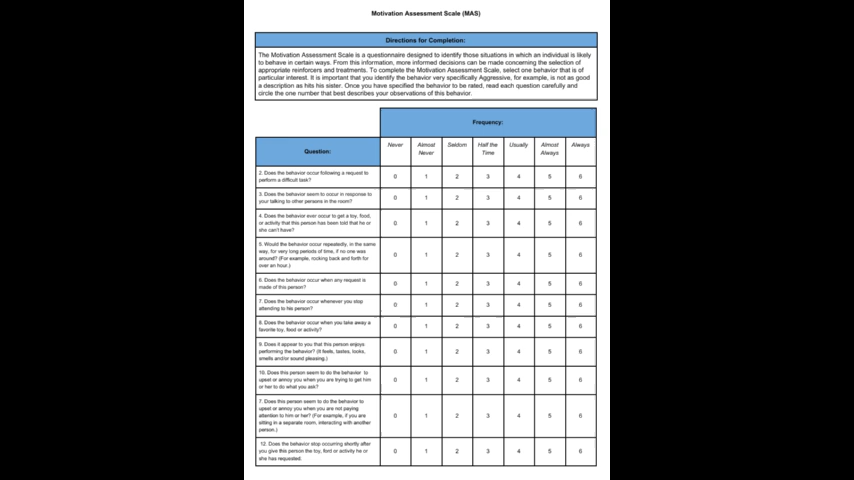 Motivation Assessment Scale (MAS)
Directions for Completion:
The Motivation Assessment Scale is a questionnaire designed to identify those situations in which an individual is likely
to behave in certain ways. From this information, more informed decisions can be made concerning the selection of
appropriate reinforcers and treatments. To complete the Motivation Assessment Scale, select one behavior that is of
particular interest. It is important that you identify the behavior very specifically Aggressive, for example, is not as good
a description as hits his sister. Once you have specified the behavior to be rated, read each question carefully and
circle the one number that best describes your observations of this behavior.
Frequency:
Question:
Never Almost Seldom Half the Usually Almost Always
Never Time Always
2. Does the behavior occur following a request to
perform a difficult task?
0 1 2 3 4 5 6
3. Does the behavior seem to occur in response to
your talking to other persons in the room?
0 1 2 3 4 5 6
4. Does the behavior ever occur to get a toy, food,
or activity that this person has been told that he or
she can't have?
0 1 2 3 4 5 6
5. Would the behavior occur repeatedly, in the same
way, for very long periods of time, if no one was
around? (For example, rocking back and forth for
over an hour.)
0 1 2 3 4 5 6
6. Does the behavior occur when any request is
made of this person?
0 1 2 3 4 5 6
7. Does the behavior occur whenever you stop
attending to his person?
0 1 2 3 4 5 6
8. Does the behavior occur when you take away a
favorite toy, food or activity?
0 1 2 3 4 5 6
9. Does it appear to you that this person enjoys
performing the behavior? (It feels, tastes, looks,
smells and/or sound pleasing.)
0 1 2 3 4 5 6
10. Does this person seem to do the behavior to
upset or annoy you when you are trying to get him
or her to do what you ask?
0 1 2 3 4 5 6
7. Does this person seem to do the behavior to
upset or annoy you when you are not paying
attention to him or her? (For example, if you are
sitting in a separate room, interacting with another
person.)
0 1 2 3 4 5 6
12. Does the behavior stop occurring shortly after
you give this person the toy, ford or activity he or
she has requested.
0 1 2 3 4 5 6